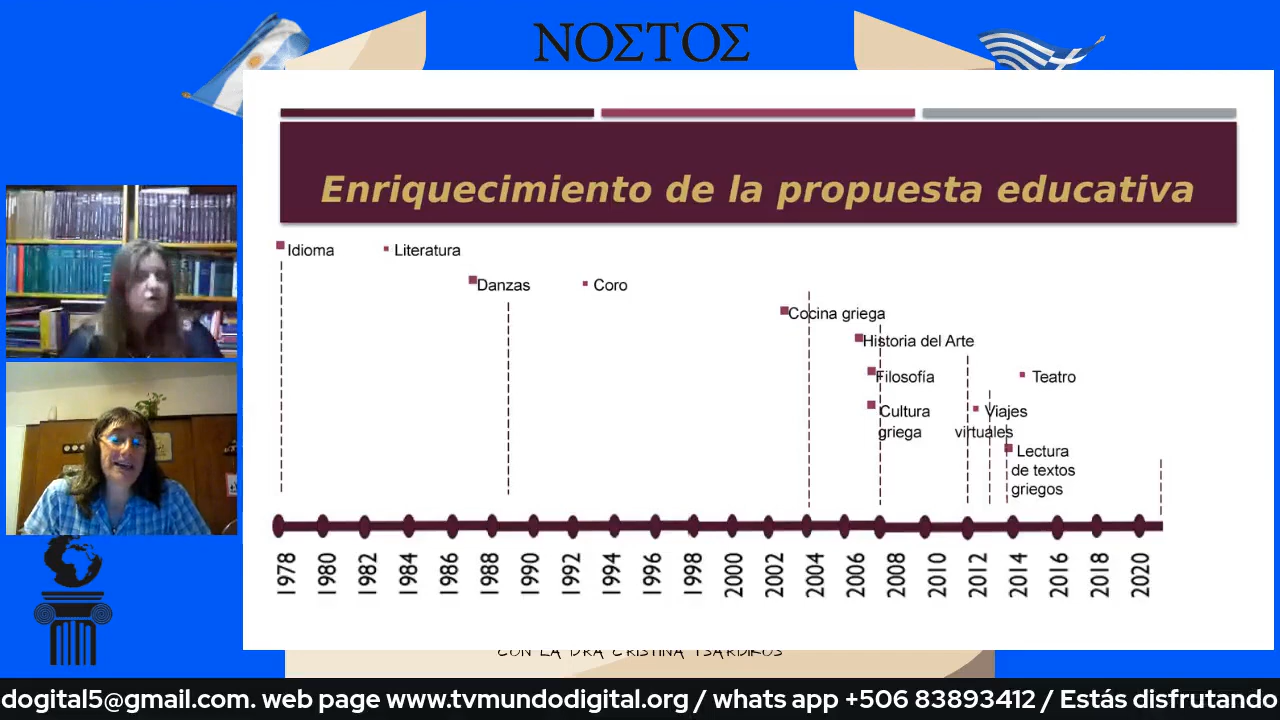 ΝΟΣΤΟΣ
Enriquecimiento de la propuesta educativa
Idioma
Literatura
Danzas
Coro
Cocina griega
Historia del Arte
Filosofía
Teatro
Cultura
griega
Viajes
virtuales
Lectura
de textos
griegos
1978 1980 1982 1984 1986 1988 1990 1992 1994 1996 1998 2000 2002 2004 2006 2008 2010 2012 2014 2016 2018 2020
CON LA DRA CRISTINA TSARDIKOS
dogital5@gmail.com. web page www.tvmundodigital.org / whats app +506 83893412 / Estás disfrutando